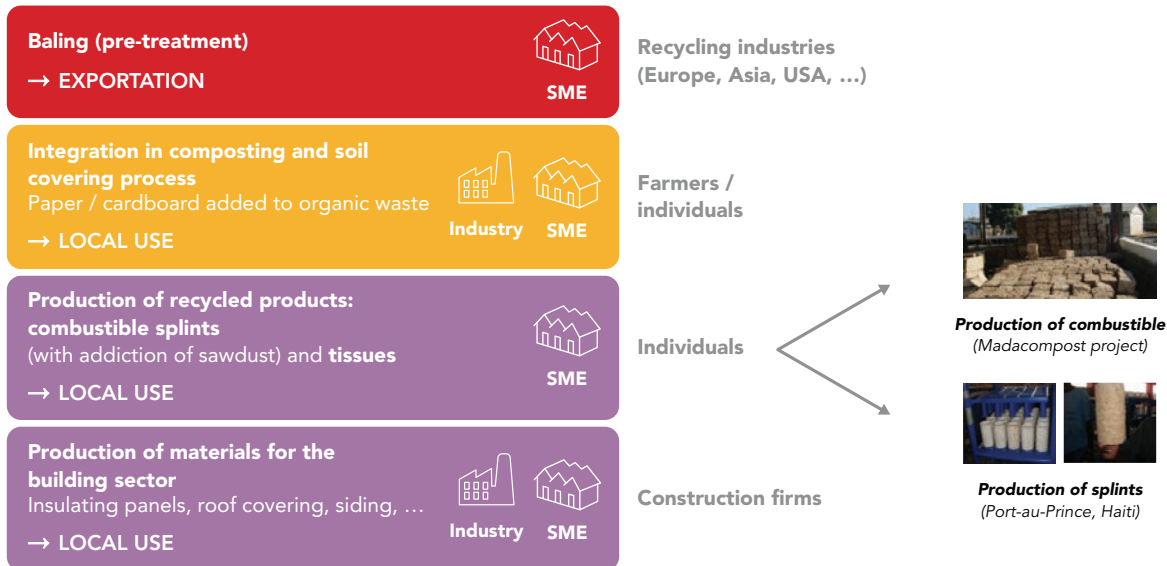 Baling (pre-treatment)
→ EXPORTATION
SME
Recycling industries
(Europe, Asia, USA, …)
Integration in composting and soil
covering process
Paper / cardboard added to organic waste
→ LOCAL USE
Industry
SME
Farmers /
individuals
Production of recycled products:
combustible splints
(with addiction of sawdust) and tissues
→ LOCAL USE
SME
Individuals
Production of combustible
(Madacompost project)
Production of splints
(Port-au-Prince, Haiti)
Production of materials for the
building sector
Insulating panels, roof covering, siding, …
→ LOCAL USE
Industry
SME
Construction firms